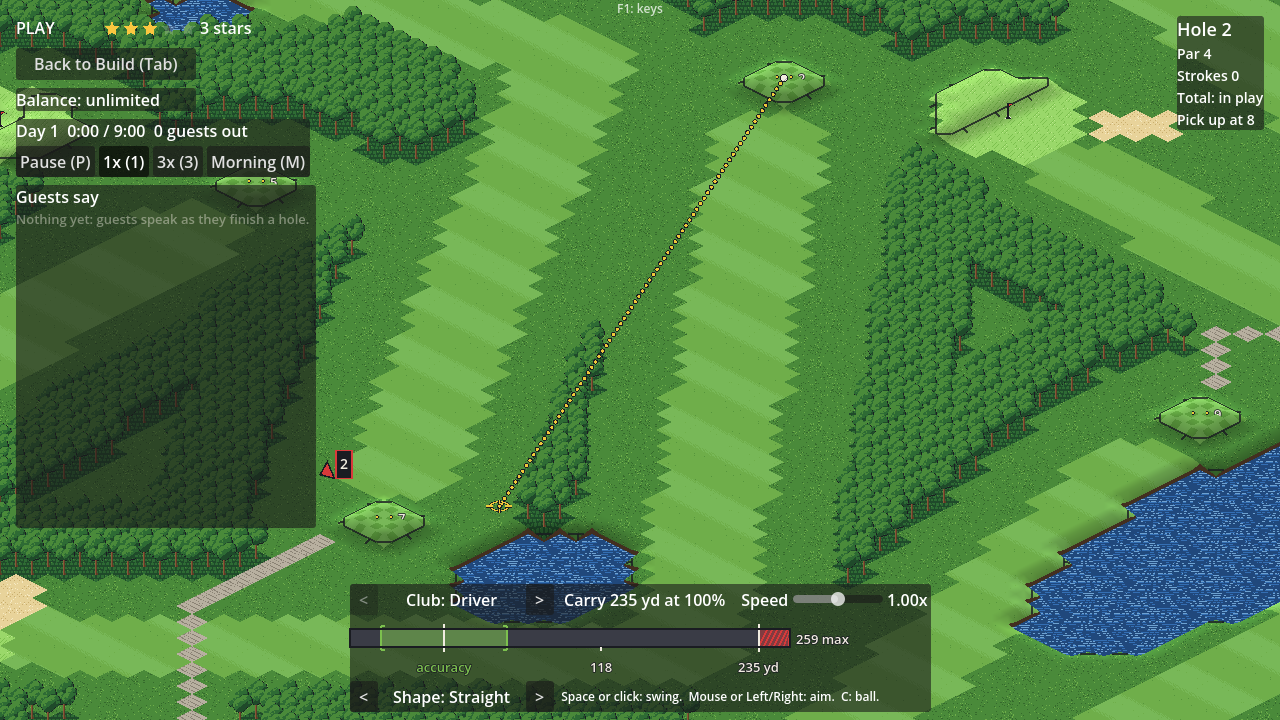 F1: keys
PLAY
3 stars
Back to Build (Tab)
Balance: unlimited
Day 1 0:00 / 9:00 0 guests out
Pause (P)
1x (1)
3x (3)
Morning (M)
Guests say
Nothing yet: guests speak as they finish a hole.
Hole 2
Par 4
Strokes 0
Total: in play
Pick up at 8
2
7
< Club: Driver > Carry 235 yd at 100% Speed 1.00x
259 max
accuracy 118 235 yd
< Shape: Straight > Space or click: swing. Mouse or Left/Right: aim. C: ball.